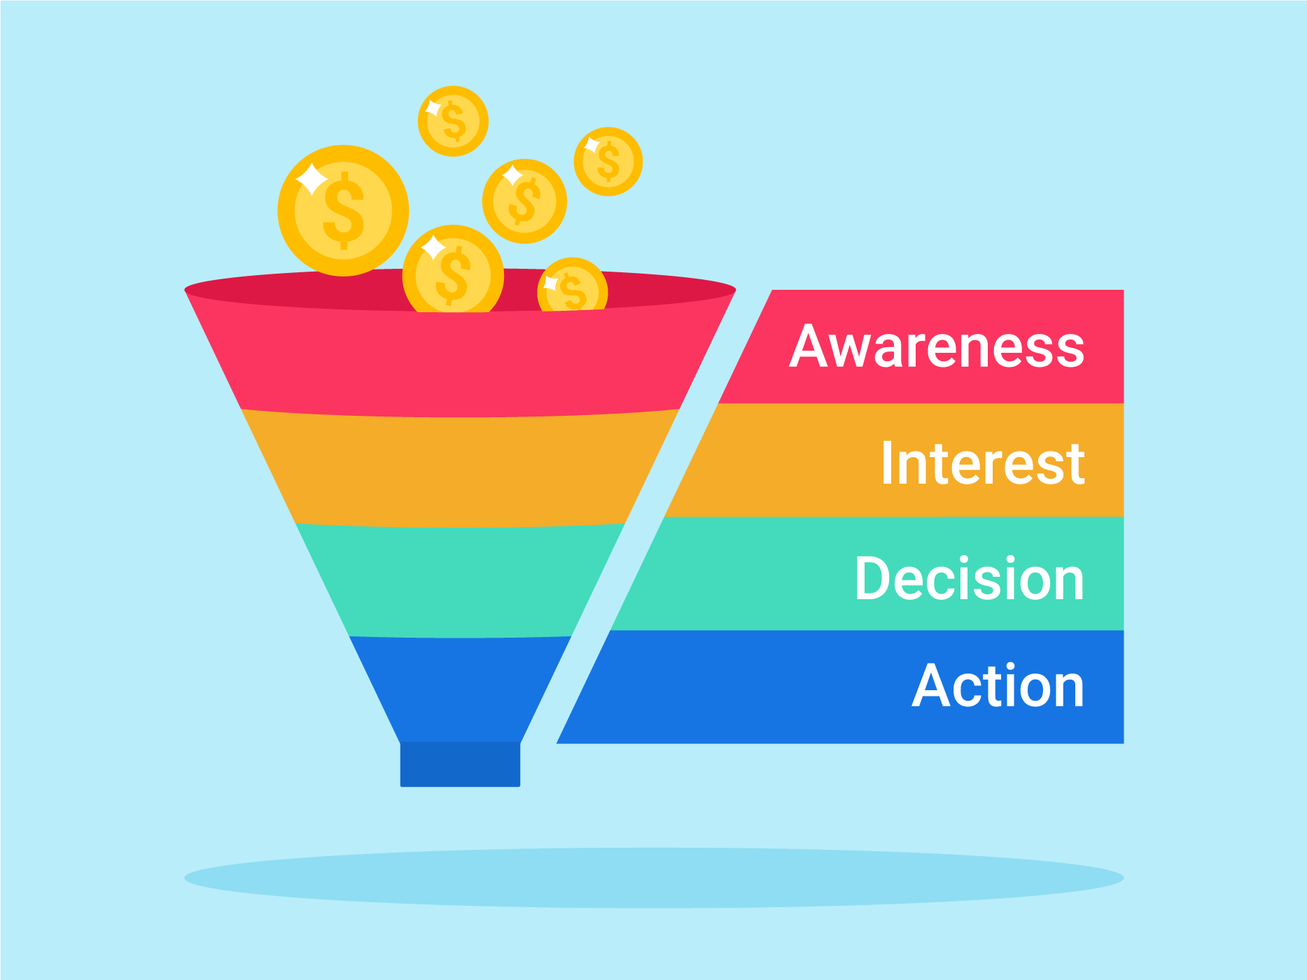 $
$
$
$
$
$
Awareness
Interest
Decision
Action